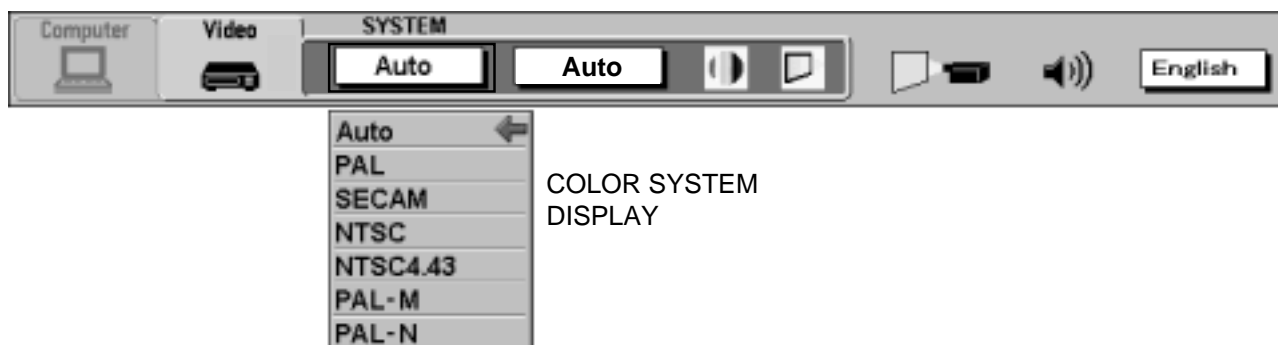 Computer Video SYSTEM
Auto Auto English
Auto
PAL
SECAM
NTSC
NTSC4.43
PAL-M
PAL-N
COLOR SYSTEM
DISPLAY